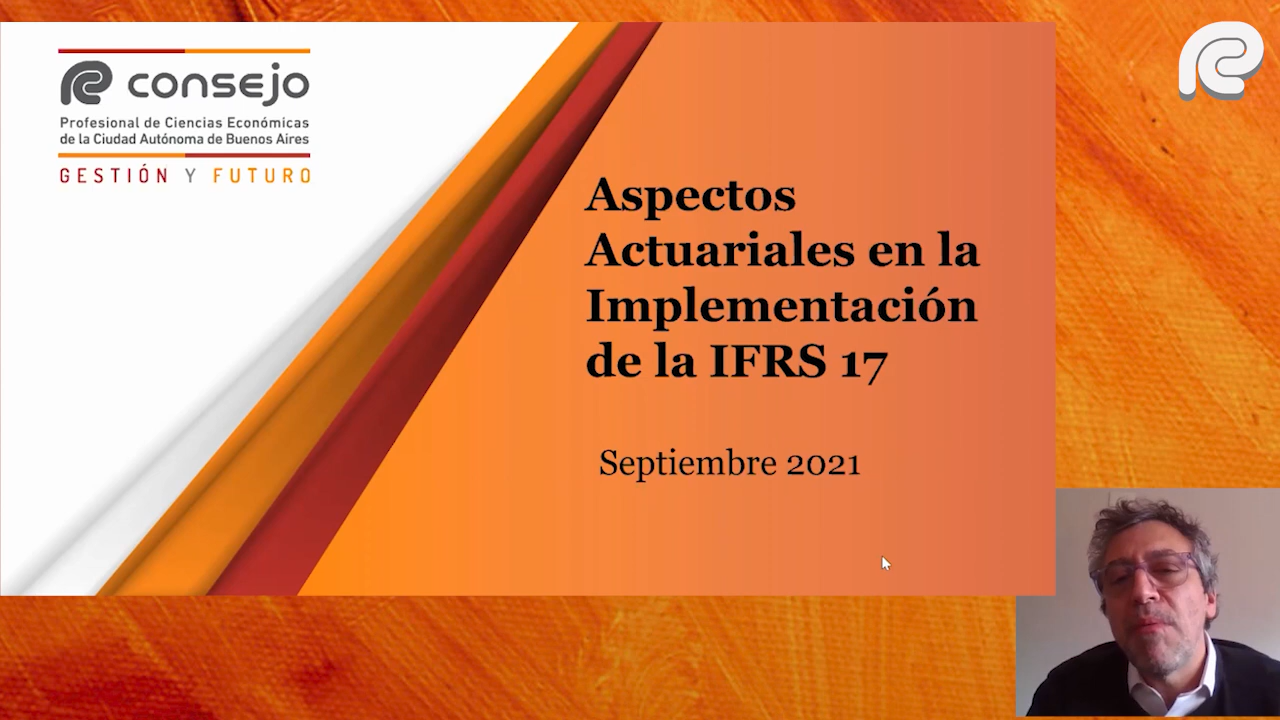 consejo
Profesional de Ciencias Económicas
de la Ciudad Autónoma de Buenos Aires
GESTIÓN Y FUTURO
Aspectos
Actuariales en la
Implementación
de la IFRS 17
Septiembre 2021